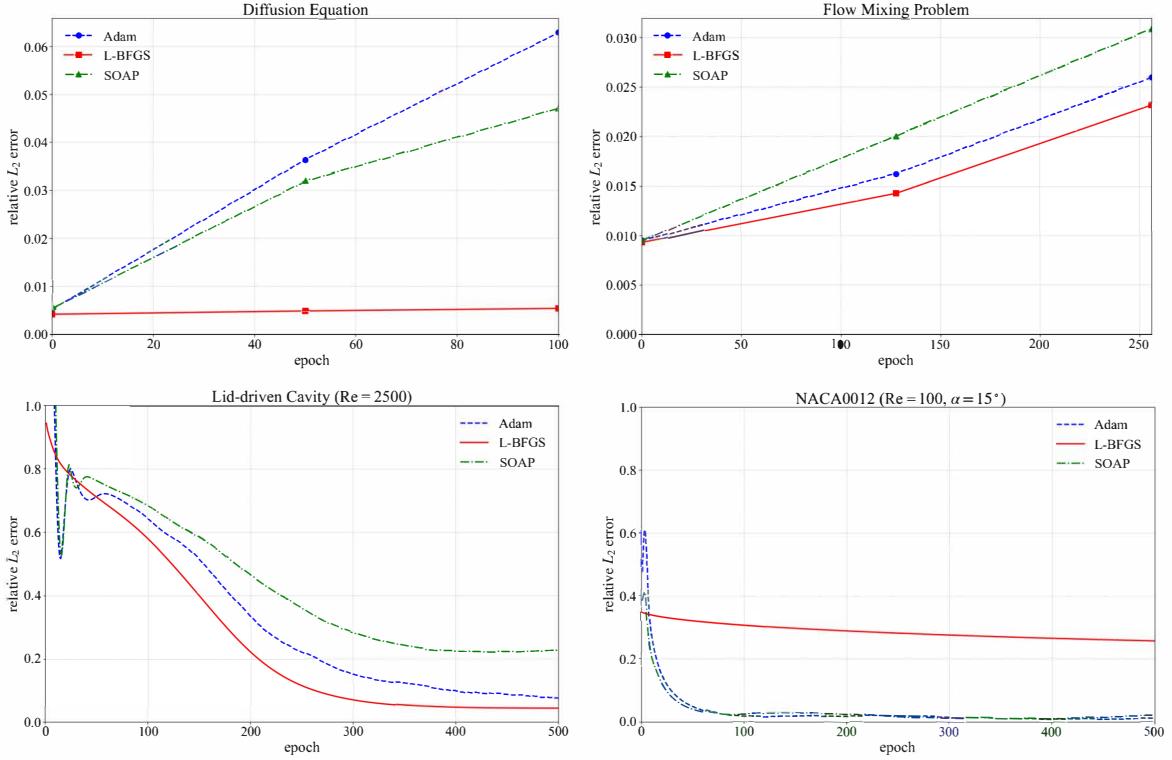 Diffusion Equation
Adam
L-BFGS
SOAP
relative L₂ error
0.06
0.05
0.04
0.03
0.02
0.01
0.00
0 20 40 60 80 100
epoch
Flow Mixing Problem
Adam
L-BFGS
SOAP
relative L₂ error
0.030
0.025
0.020
0.015
0.010
0.005
0.000
0 50 100 150 200 250
epoch
Lid-driven Cavity (Re = 2500)
Adam
L-BFGS
SOAP
relative L₂ error
1.0
0.8
0.6
0.4
0.2
0.0
0 100 200 300 400 500
epoch
NACA0012 (Re = 100, α = 15°)
Adam
L-BFGS
SOAP
relative L₂ error
1.0
0.8
0.6
0.4
0.2
0.0
0 100 200 300 400 500
epoch